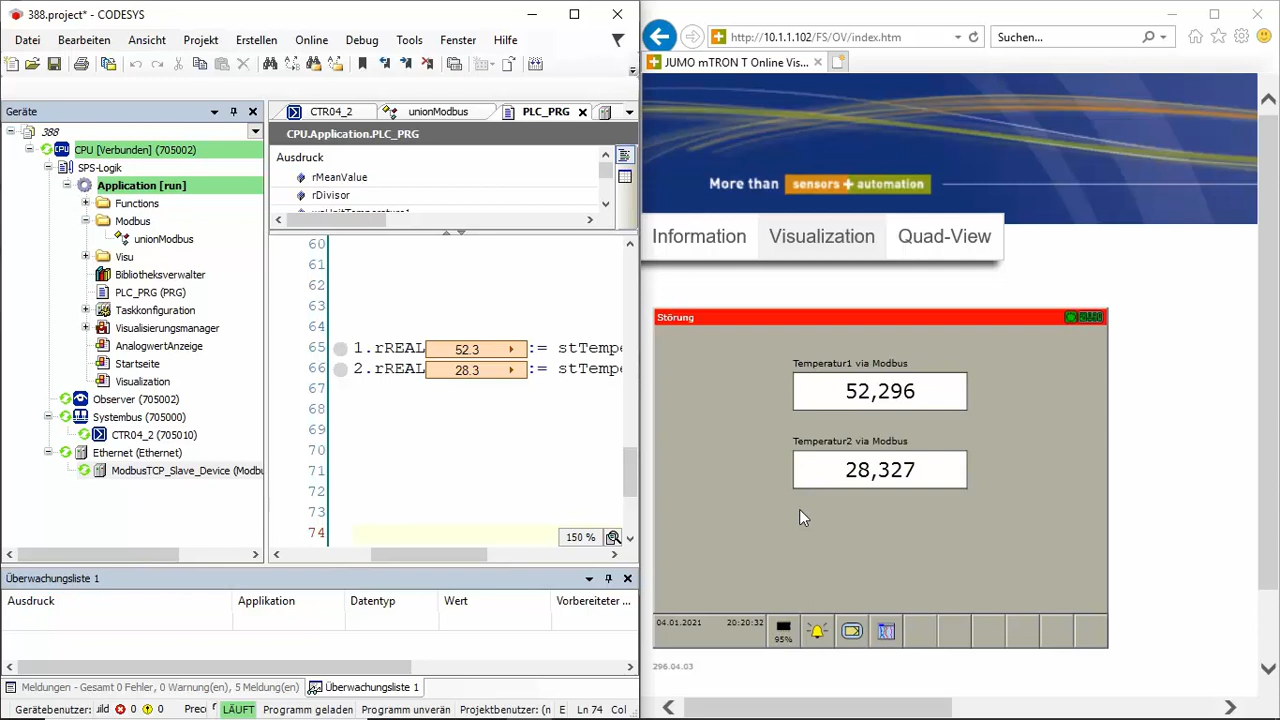 388.project* - CODESYS
Datei Bearbeiten Ansicht Projekt Erstellen Online Debug Tools Fenster Hilfe
Geräte
388
CPU [Verbunden] (705002)
SPS-Logik
Application [run]
Functions
Modbus
unionModbus
Visu
Bibliotheksverwalter
PLC_PRG (PRG)
Taskkonfiguration
Visualisierungsmanager
AnalogwertAnzeige
Startseite
Visualization
Observer (705002)
Systembus (705000)
CTR04_2 (705010)
Ethernet (Ethernet)
ModbusTCP_Slave_Device (Modbu
CTR04_2 unionModbus PLC_PRG
CPU.Application.PLC_PRG
Ausdruck
rMeanValue
rDivisor
60
61
62
63
64
65 1.rREAL 52.3 := stTempe
66 2.rREAL 28.3 := stTempe
67
68
69
70
71
72
73
74
150 %
Überwachungsliste 1
Ausdruck Applikation Datentyp Wert Vorbereiteter ...
Meldungen - Gesamt 0 Fehler, 0 Warnung(en), 5 Meldung(en) Überwachungsliste 1
Gerätebenutzer: 0 0 LÄUFT Programm geladen Programm unverän Projektbenutzer: (n E Ln 74 Col
http://10.1.1.102/FS/OV/index.htm
Suchen...
JUMO mTRON T Online Vis...
More than sensors + automation
Information Visualization Quad-View
Störung
Temperatur1 via Modbus
52,296
Temperatur2 via Modbus
28,327
04.01.2021 20:20:32
95%
296.04.03